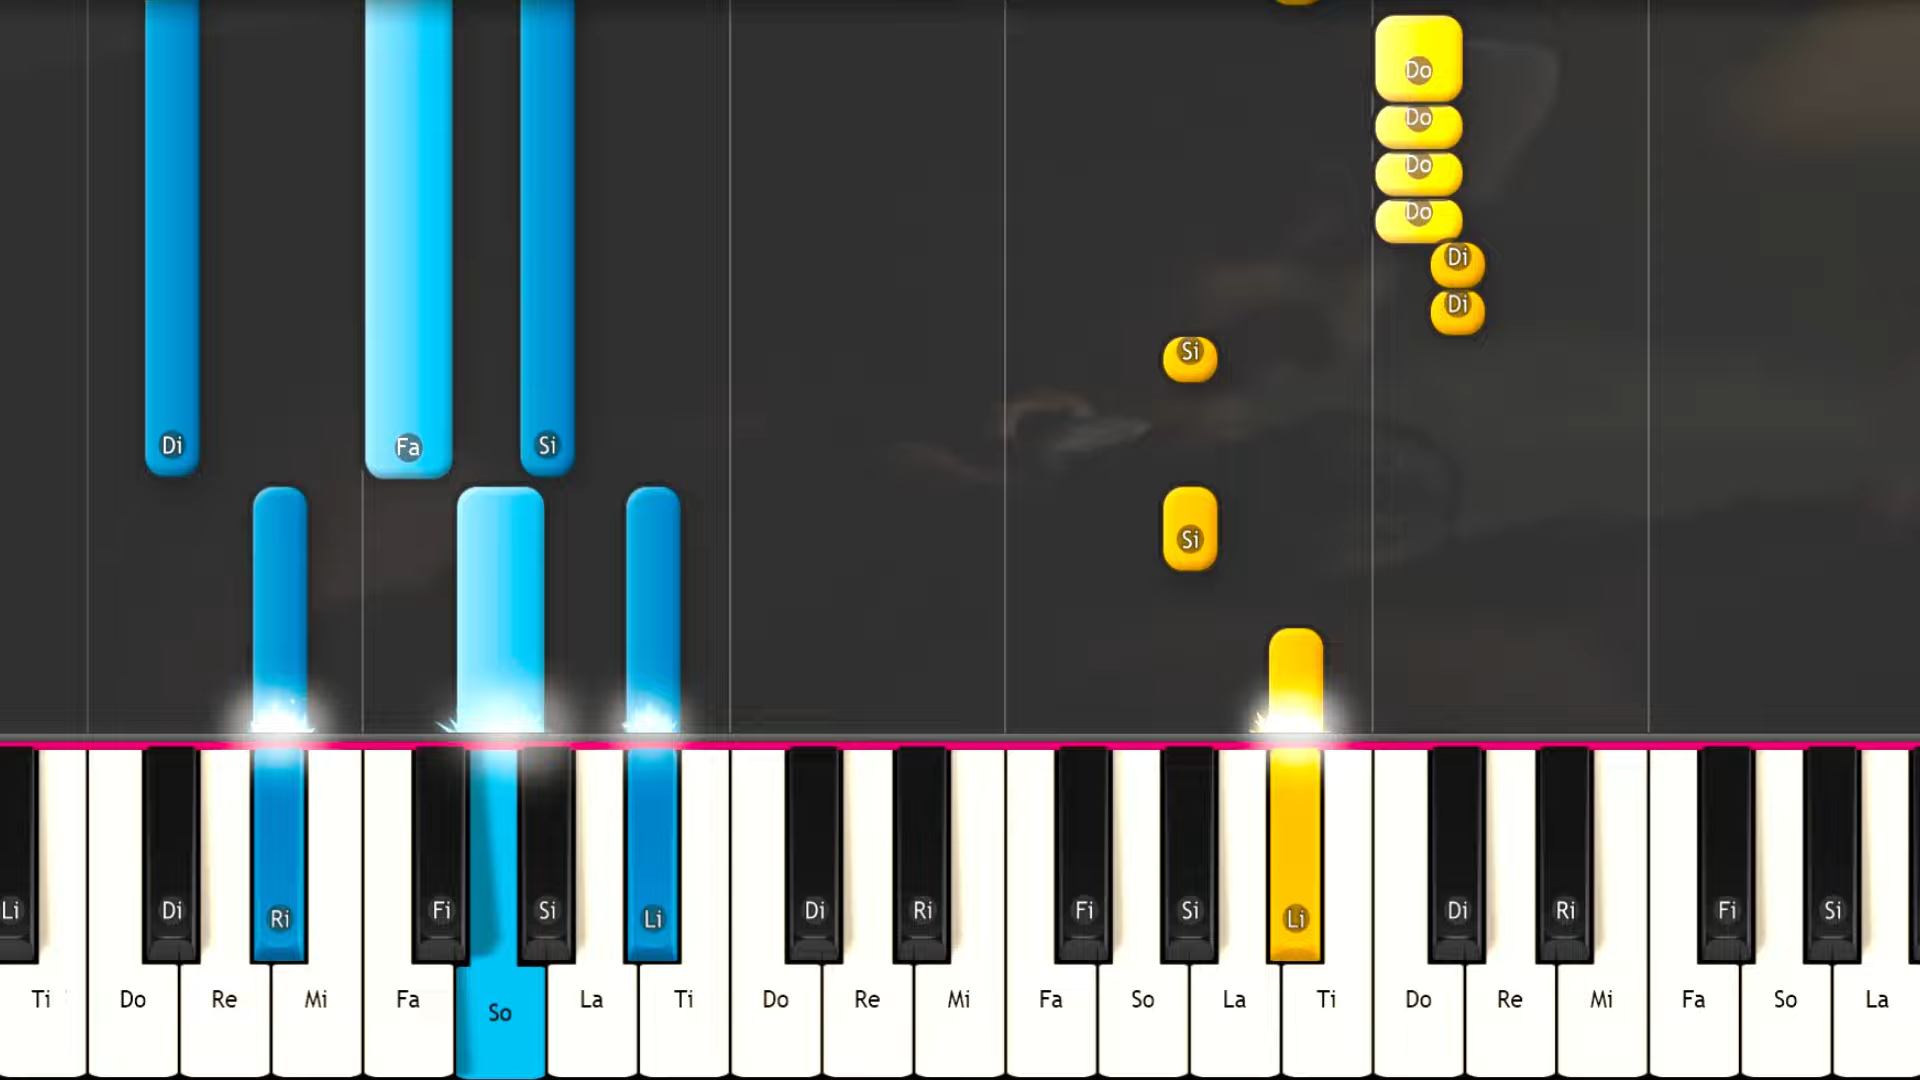 Do
Do
Do
Do
Di
Di
Si
Di Fa Si
Si
Li Di Ri Fi Si Li Di Ri Fi Si Li Di Ri Fi Si
Ti Do Re Mi Fa So La Ti Do Re Mi Fa So La Ti Do Re Mi Fa So La